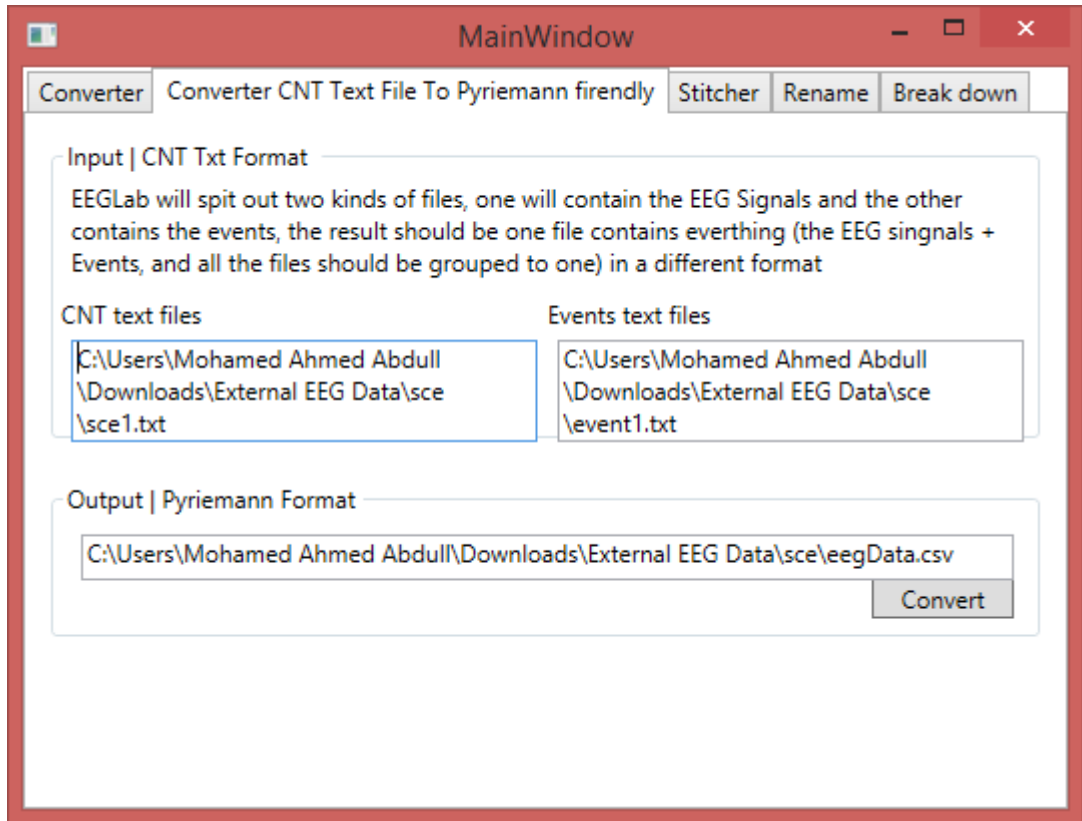 MainWindow
Converter
Converter CNT Text File To Pyriemann firendly
Stitcher
Rename
Break down
Input | CNT Txt Format
EEGLab will spit out two kinds of files, one will contain the EEG Signals and the other
contains the events, the result should be one file contains everthing (the EEG singnals +
Events, and all the files should be grouped to one) in a different format
CNT text files
C:\Users\Mohamed Ahmed Abdull
\Downloads\External EEG Data\sce
\sce1.txt
Events text files
C:\Users\Mohamed Ahmed Abdull
\Downloads\External EEG Data\sce
\event1.txt
Output | Pyriemann Format
C:\Users\Mohamed Ahmed Abdull\Downloads\External EEG Data\sce\eegData.csv
Convert